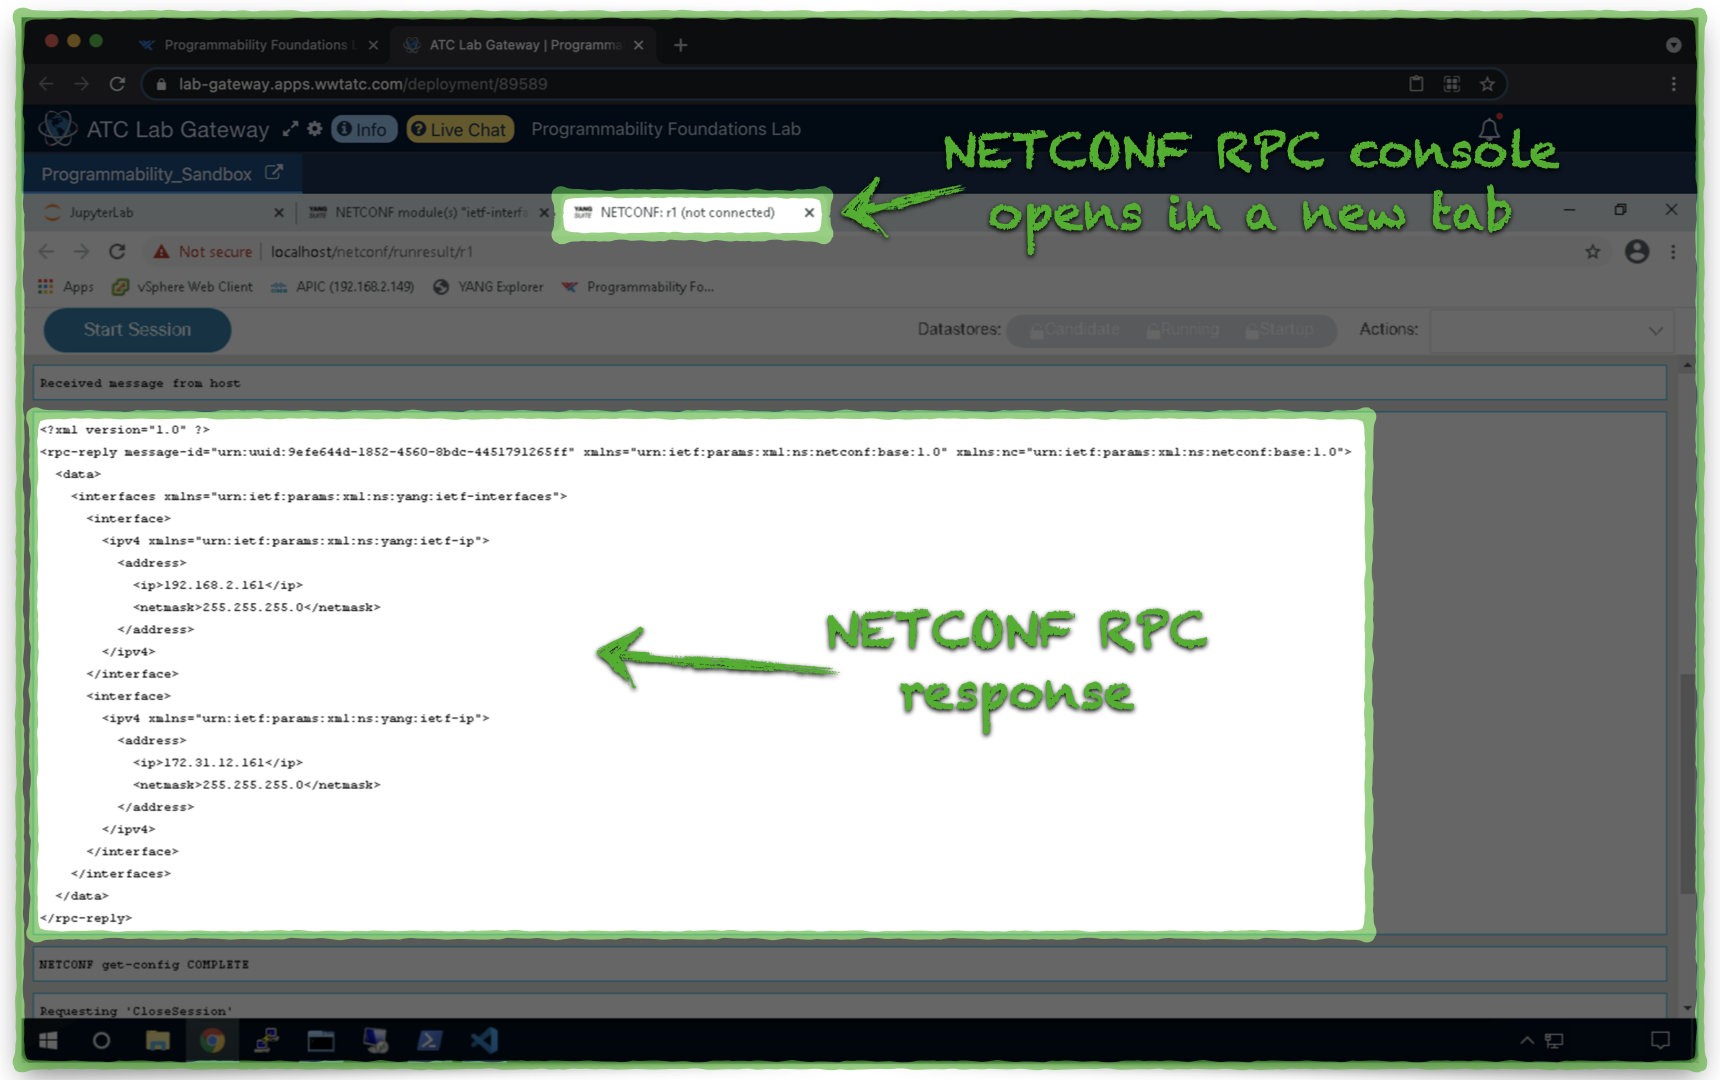 Programmability Foundations L
ATC Lab Gateway | Programma
lab-gateway.apps.wwtatc.com/deployment/89589
ATC Lab Gateway
Info
Live Chat
Programmability Foundations Lab
NETCONF RPC console
opens in a new tab
Programmability_Sandbox
JupyterLab
YANG SUITE
NETCONF module(s) "ietf-interfa
YANG SUITE
NETCONF: r1 (not connected)
Not secure
localhost/netconf/runresult/r1
Apps
vSphere Web Client
APIC (192.168.2.149)
YANG Explorer
Programmability Fo...
Start Session
Datastores:
Candidate
Running
Startup
Actions:
Received message from host
<?xml version="1.0" ?>
<rpc-reply message-id="urn:uuid:9efe644d-1852-4560-8bdc-4451791265ff" xmlns="urn:ietf:params:xml:ns:netconf:base:1.0" xmlns:nc="urn:ietf:params:xml:ns:netconf:base:1.0">
<data>
<interfaces xmlns="urn:ietf:params:xml:ns:yang:ietf-interfaces">
<interface>
<ipv4 xmlns="urn:ietf:params:xml:ns:yang:ietf-ip">
<address>
<ip>192.168.2.161</ip>
<netmask>255.255.255.0</netmask>
</address>
</ipv4>
</interface>
<interface>
<ipv4 xmlns="urn:ietf:params:xml:ns:yang:ietf-ip">
<address>
<ip>172.31.12.161</ip>
<netmask>255.255.255.0</netmask>
</address>
</ipv4>
</interface>
</interfaces>
</data>
</rpc-reply>
NETCONF RPC
response
NETCONF get-config COMPLETE
Requesting 'CloseSession'